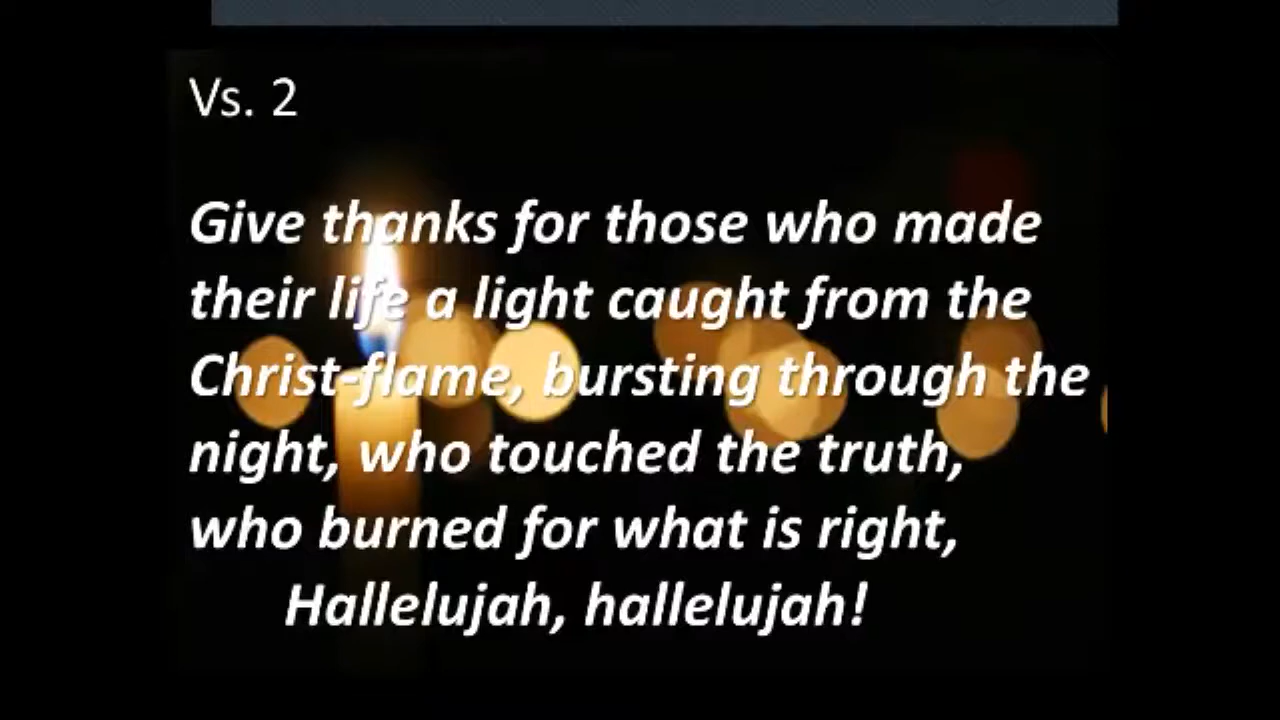 Vs. 2
Give thanks for those who made
their life a light caught from the
Christ-flame, bursting through the
night, who touched the truth,
who burned for what is right,
Hallelujah, hallelujah!